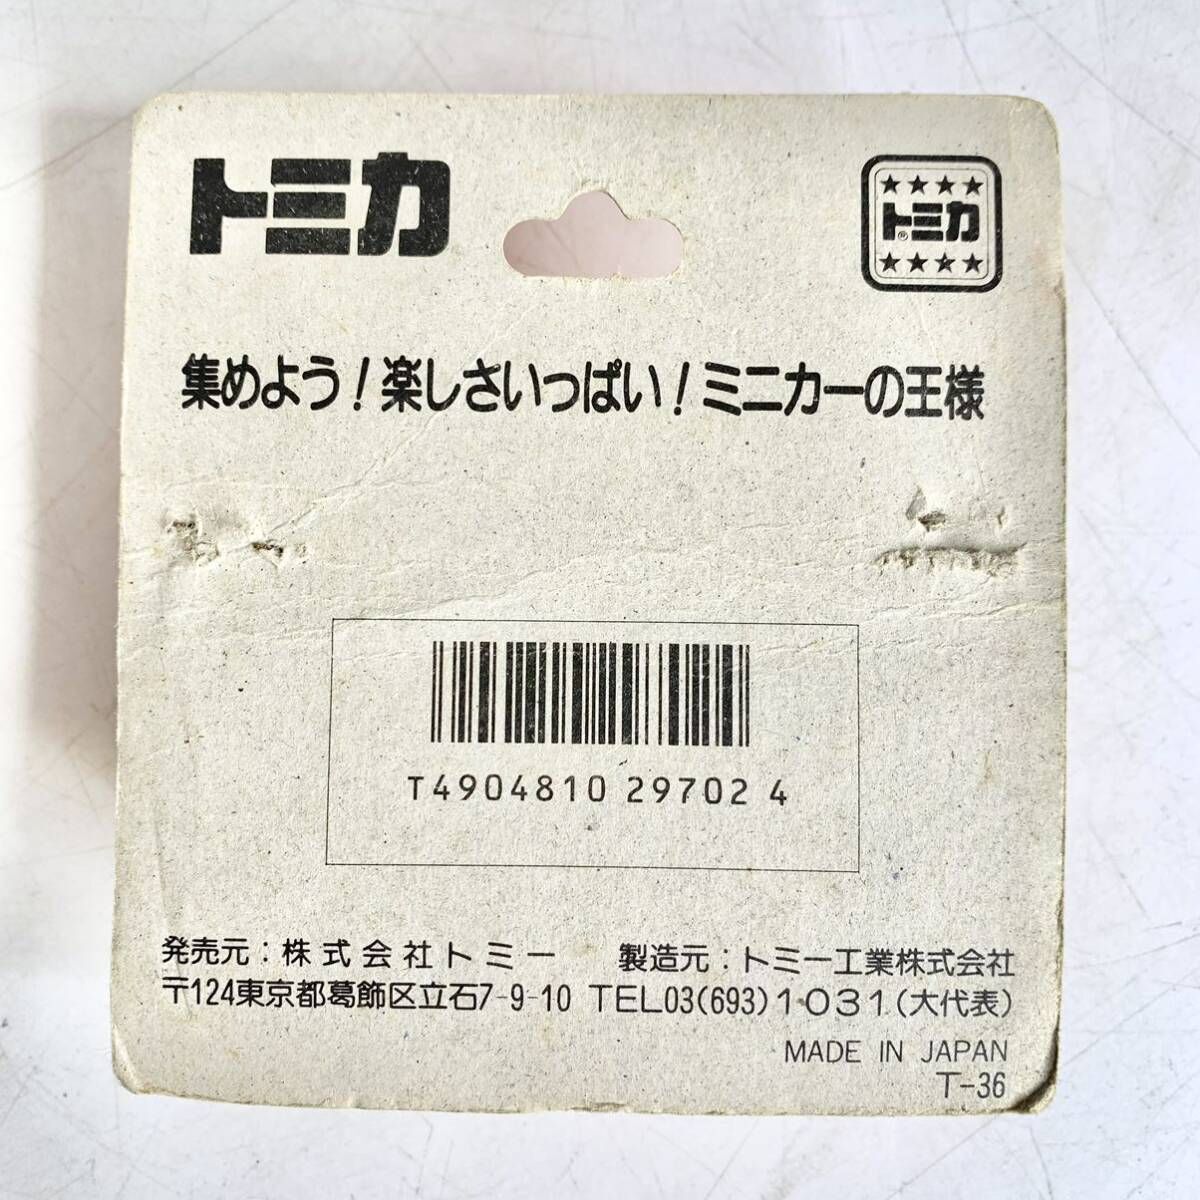 トミカ
★★★★
トミカ®
★★★★
集めよう!楽しさいっぱい!ミニカーの王様
T4904810 29702 4
発売元:株式会社トミー 製造元:トミー工業株式会社
〒124東京都葛飾区立石7-9-10 TEL03(693)1031(大代表)
MADE IN JAPAN
T-36